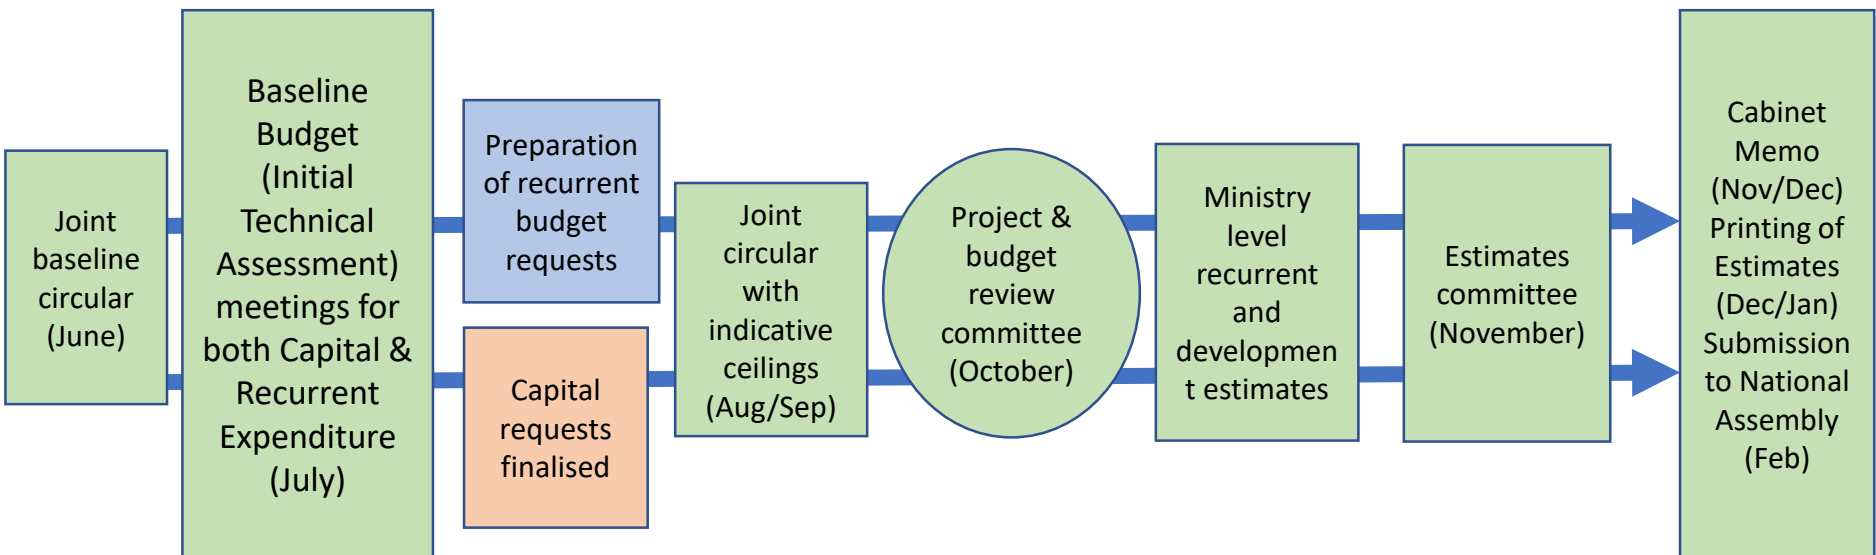 Joint
baseline
circular
(June)
Baseline
Budget
(Initial
Technical
Assessment)
meetings for
both Capital &
Recurrent
Expenditure
(July)
Preparation
of recurrent
budget
requests
Capital
requests
finalised
Joint
circular
with
indicative
ceilings
(Aug/Sep)
Project &
budget
review
committee
(October)
Ministry
level
recurrent
and
developmen
t estimates
Estimates
committee
(November)
Cabinet
Memo
(Nov/Dec)
Printing of
Estimates
(Dec/Jan)
Submission
to National
Assembly
(Feb)